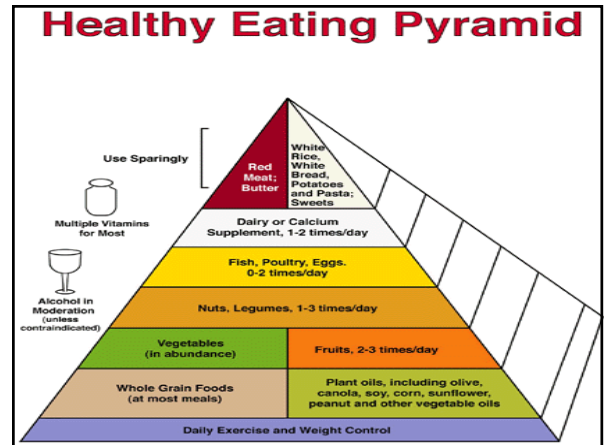 Healthy Eating Pyramid
Use Sparingly
Red
Meat;
Butter
White
Rice,
White
Bread,
Potatoes
and Pasta;
Sweets
Multiple Vitamins
for Most
Dairy or Calcium
Supplement, 1-2 times/day
Fish, Poultry, Eggs.
0-2 times/day
Alcohol in
Moderation
(unless
contraindicated)
Nuts, Legumes, 1-3 times/day
Vegetables
(in abundance)
Fruits, 2-3 times/day
Whole Grain Foods
(at most meals)
Plant oils, including olive,
canola, soy, corn, sunflower,
peanut and other vegetable oils
Daily Exercise and Weight Control